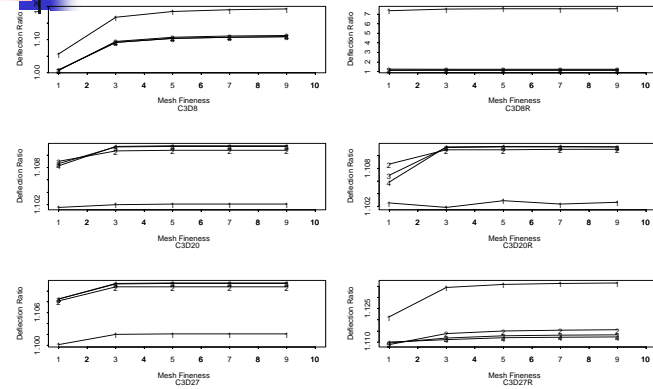 Deflection Ratio
1.10
1.00
1 2 3 4 5 6 7 8 9 10
Mesh Fineness
C3D8
Deflection Ratio
7
6
5
4
3
2
1
1 2 3 4 5 6 7 8 9 10
Mesh Fineness
C3D8R
Deflection Ratio
1.108
1.102
1 2 3 4 5 6 7 8 9 10
Mesh Fineness
C3D20
Deflection Ratio
1.108
1.102
1 2 3 4 5 6 7 8 9 10
Mesh Fineness
C3D20R
Deflection Ratio
1.106
1.100
1 2 3 4 5 6 7 8 9 10
Mesh Fineness
C3D27
Deflection Ratio
1.125
1.110
1 2 3 4 5 6 7 8 9 10
Mesh Fineness
C3D27R